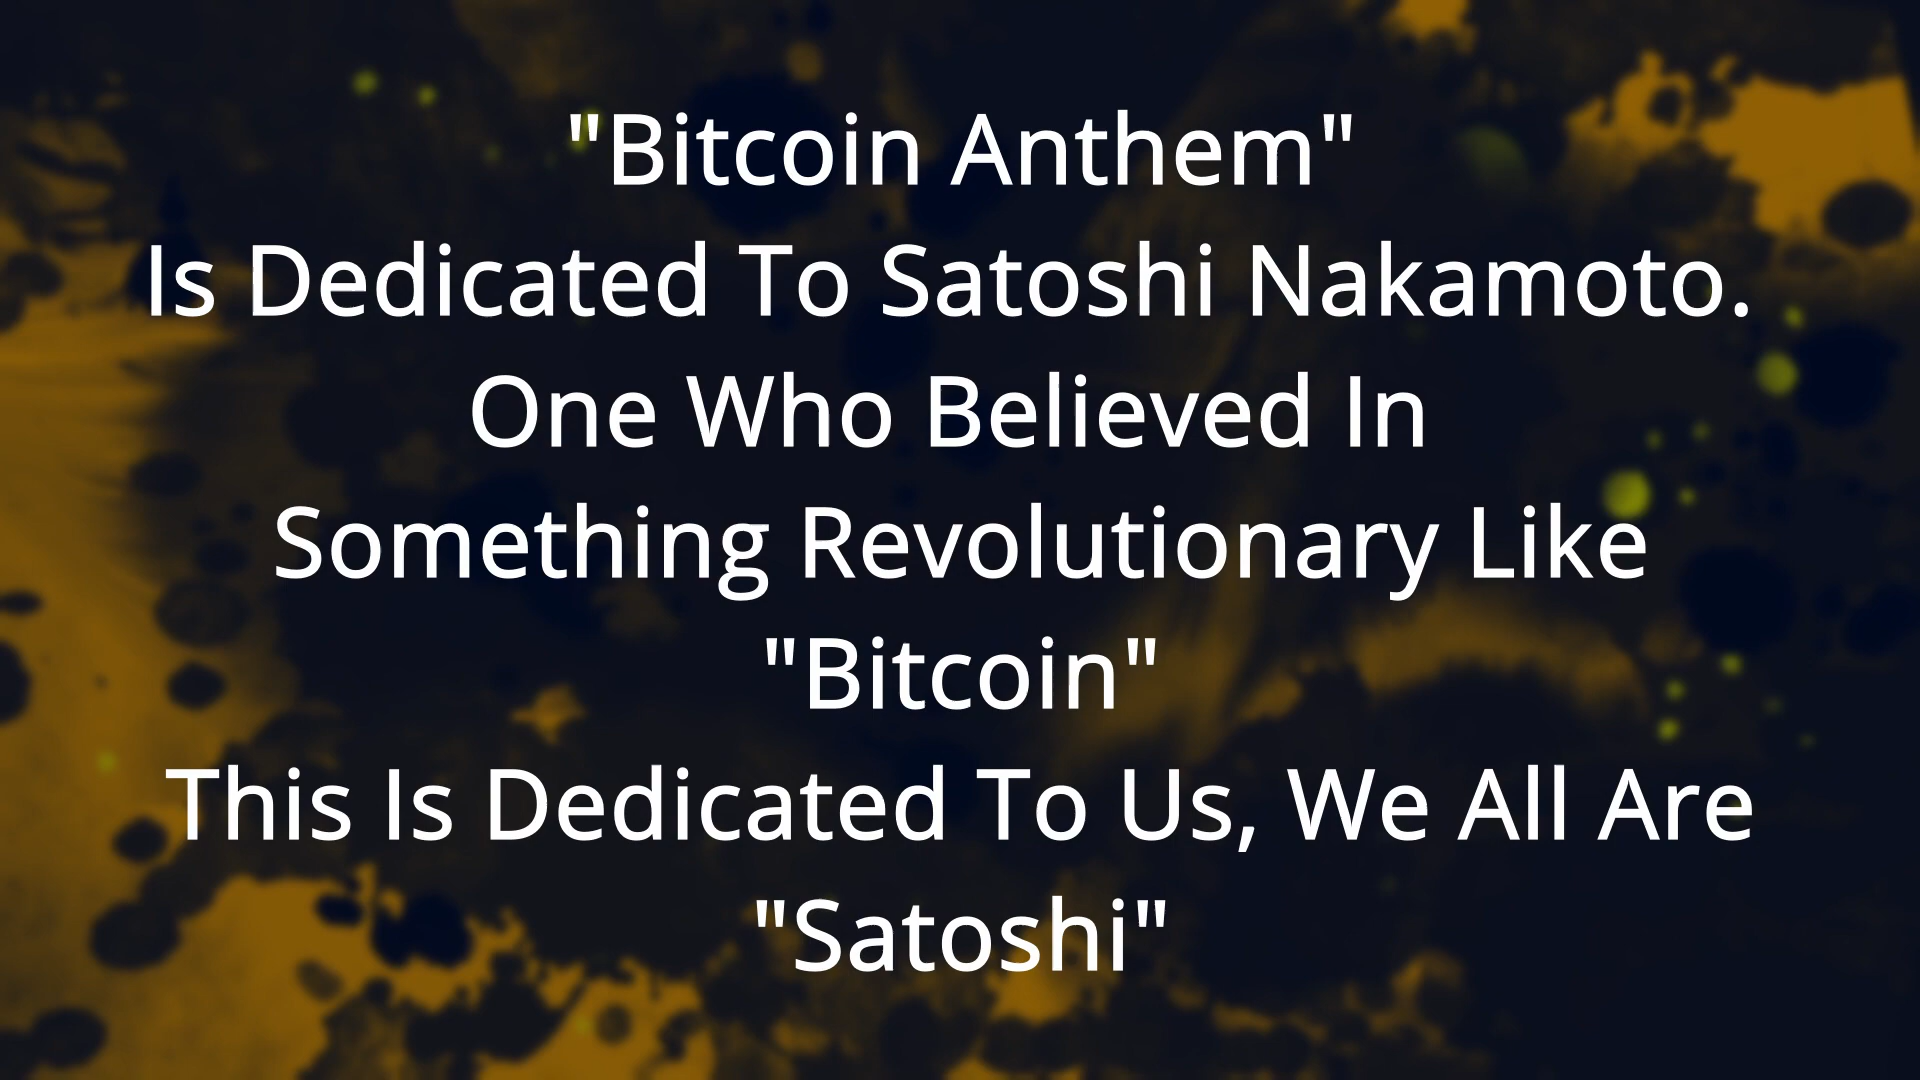 "Bitcoin Anthem"
Is Dedicated To Satoshi Nakamoto.
One Who Believed In
Something Revolutionary Like
"Bitcoin"
This Is Dedicated To Us, We All Are
"Satoshi"